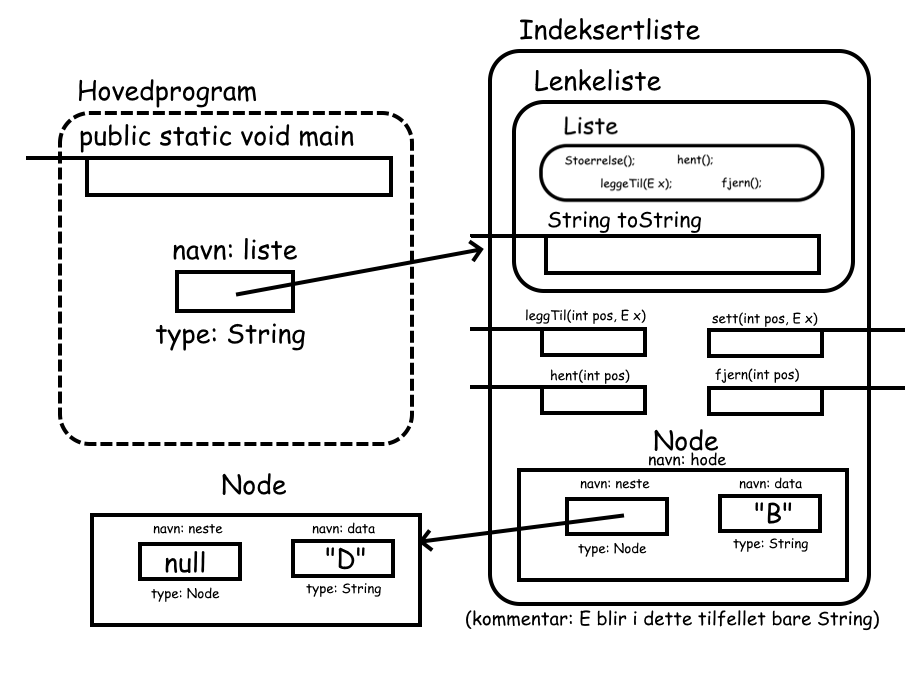 Indeksertliste
Hovedprogram
Lenkeliste
public static void main
Liste
Stoerrelse();
hent();
leggeTil(E x);
fjern();
String toString
navn: liste
type: String
leggTil(int pos, E x)
sett(int pos, E x)
hent(int pos)
fjern(int pos)
Node
navn: hode
navn: neste
navn: data
"B"
type: Node
type: String
Node
navn: neste
navn: data
null
"D"
type: Node
type: String
(kommentar: E blir i dette tilfellet bare String)